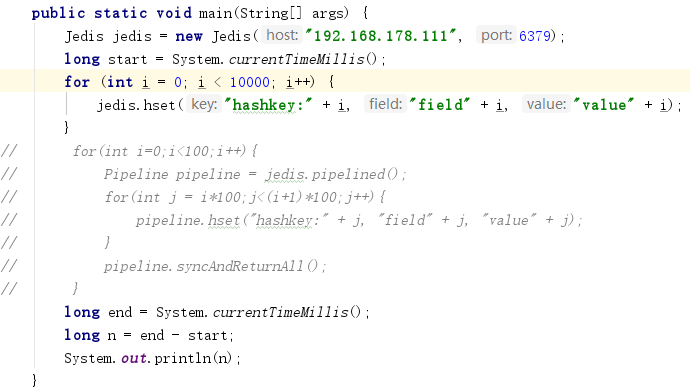 public static void main(String[] args) {
    Jedis jedis = new Jedis( host: "192.168.178.111", port: 6379);
    long start = System.currentTimeMillis();
    for (int i = 0; i < 10000; i++) {
        jedis.hset( key: "hashkey:" + i, field: "field" + i, value: "value" + i);
    }
//      for(int i=0;i<100;i++){
//          Pipeline pipeline = jedis.pipelined();
//          for(int j = i*100;j<(i+1)*100;j++){
//              pipeline.hset("hashkey:" + j, "field" + j, "value" + j);
//          }
//          pipeline.syncAndReturnAll();
//      }
    long end = System.currentTimeMillis();
    long n = end - start;
    System.out.println(n);
}